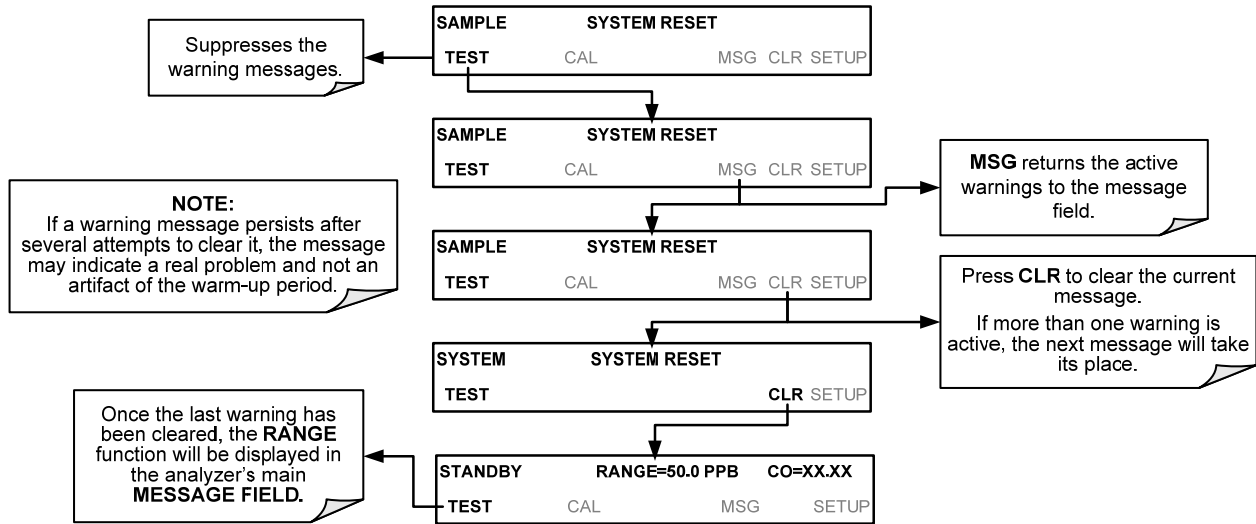 SAMPLE SYSTEM RESET
TEST CAL MSG CLR SETUP
Suppresses the
warning messages.
SAMPLE SYSTEM RESET
TEST CAL MSG CLR SETUP
MSG returns the active
warnings to the message
field.
NOTE:
If a warning message persists after
several attempts to clear it, the message
may indicate a real problem and not an
artifact of the warm-up period.
SAMPLE SYSTEM RESET
TEST CAL MSG CLR SETUP
Press CLR to clear the current
message.
If more than one warning is
active, the next message will take
its place.
SYSTEM SYSTEM RESET
TEST CLR SETUP
Once the last warning has
been cleared, the RANGE
function will be displayed in
the analyzer's main
MESSAGE FIELD.
STANDBY RANGE=50.0 PPB CO=XX.XX
TEST CAL MSG SETUP